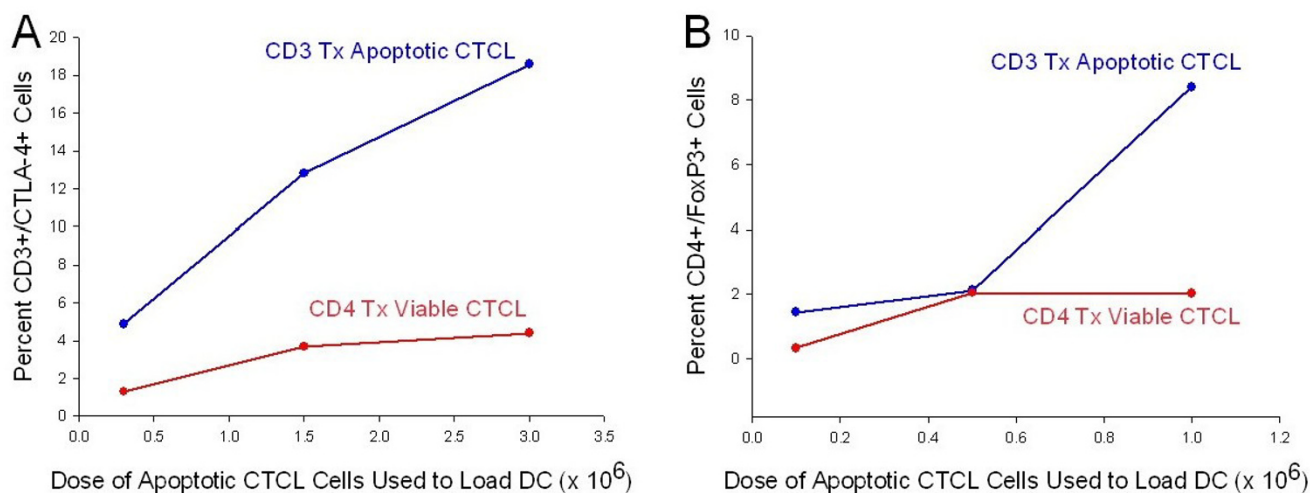 A
CD3 Tx Apoptotic CTCL
CD4 Tx Viable CTCL
Percent CD3+/CTLA-4+ Cells
20
18
16
14
12
10
8
6
4
2
0
0.0 0.5 1.0 1.5 2.0 2.5 3.0 3.5
Dose of Apoptotic CTCL Cells Used to Load DC (x 10^6)
B
CD3 Tx Apoptotic CTCL
CD4 Tx Viable CTCL
Percent CD4+/FoxP3+ Cells
10
8
6
4
2
0
0.0 0.2 0.4 0.6 0.8 1.0 1.2
Dose of Apoptotic CTCL Cells Used to Load DC (x 10^6)